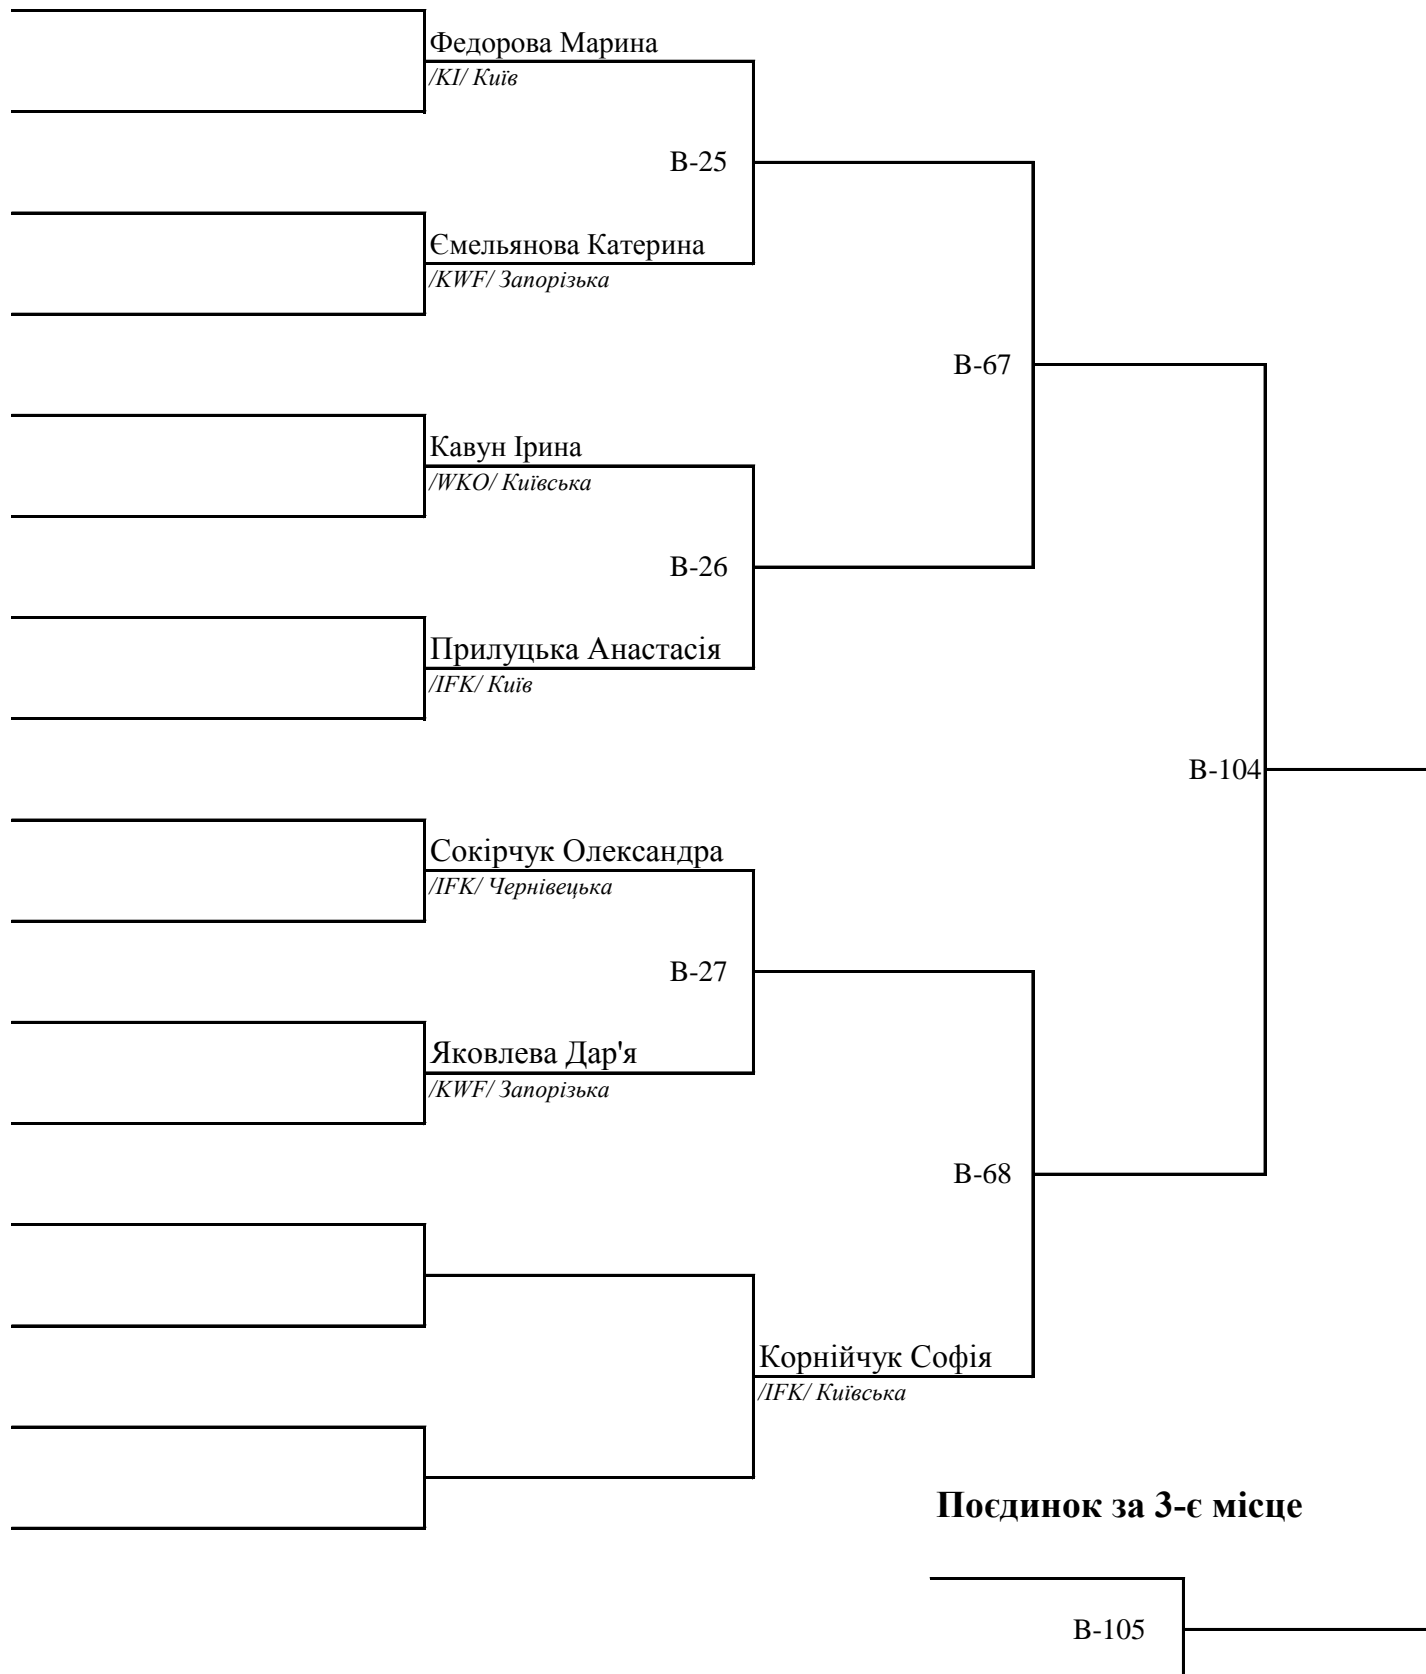 Федорова Марина
/KI/ Київ
В-25
Ємельянова Катерина
/KWF/ Запорізька
В-67
Кавун Ірина
/WKO/ Київська
В-26
Прилуцька Анастасія
/IFK/ Київ
В-104
Сокірчук Олександра
/IFK/ Чернівецька
В-27
Яковлева Дар'я
/KWF/ Запорізька
В-68
Корнійчук Софія
/IFK/ Київська
Поєдинок за 3-є місце
В-105